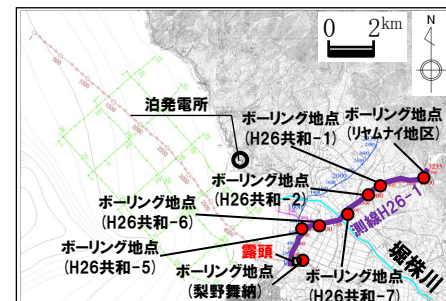 0 2km
泊発電所
ボーリング地点
(H26共和-1)
ボーリング地点
(リヤムナイ地区)
ボーリング地点
(H26共和-2)
ボーリング地点
(H26共和-6)
測線H26-1
ボーリング地点
(H26共和-5)
露頭
堀株川
ボーリング地点
(梨野舞納)
ボーリング地点
(H26共和-7)